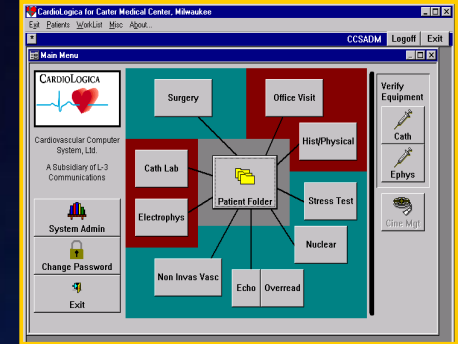 CardioLogica for Carter Medical Center, Milwaukee
Exit Patients WorkList Misc About...
* CCSADM Logoff Exit
Main Menu
CARDIOLOGICA
Cardiovascular Computer
System, Ltd.
A Subsidiary of L-3
Communications
System Admin
Change Password
Exit
Surgery
Office Visit
Hist/Physical
Cath Lab
Patient Folder
Stress Test
Electrophys
Nuclear
Non Invas Vasc
Echo
Overread
Verify
Equipment
Cath
Ephys
Cine Mgt